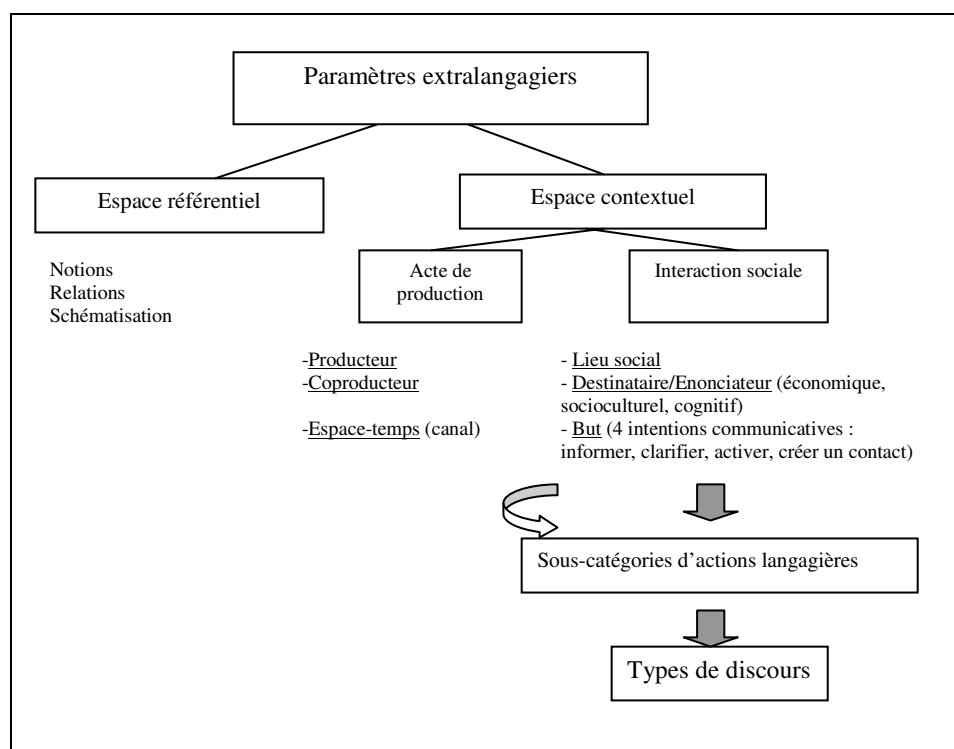 Paramètres extralangagiers
Espace référentiel
Espace contextuel
Notions
Relations
Schématisation
Acte de
production
Interaction sociale
-Producteur
-Coproducteur
-Espace-temps (canal)
- Lieu social
- Destinataire/Enonciateur (économique,
socioculturel, cognitif)
- But (4 intentions communicatives :
informer, clarifier, activer, créer un contact)
Sous-catégories d’actions langagières
Types de discours